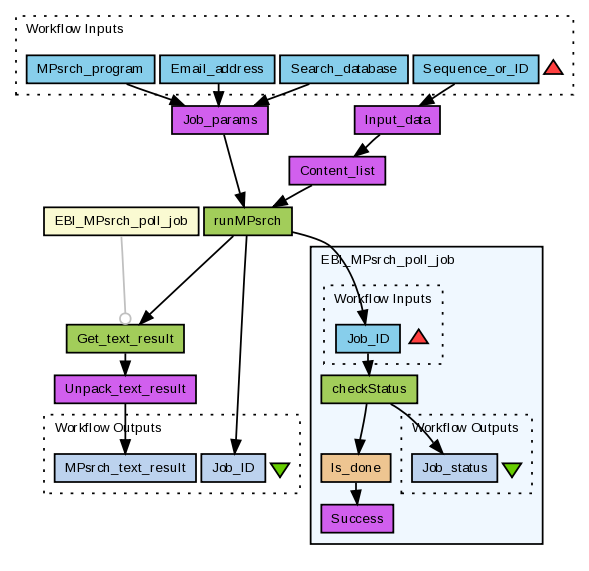 Workflow Inputs
MPsrch_program
Email_address
Search_database
Sequence_or_ID
Job_params
Input_data
Content_list
EBI_MPsrch_poll_job
runMPsrch
EBI_MPsrch_poll_job
Workflow Inputs
Job_ID
Get_text_result
checkStatus
Unpack_text_result
Workflow Outputs
MPsrch_text_result
Job_ID
Workflow Outputs
Is_done
Job_status
Success